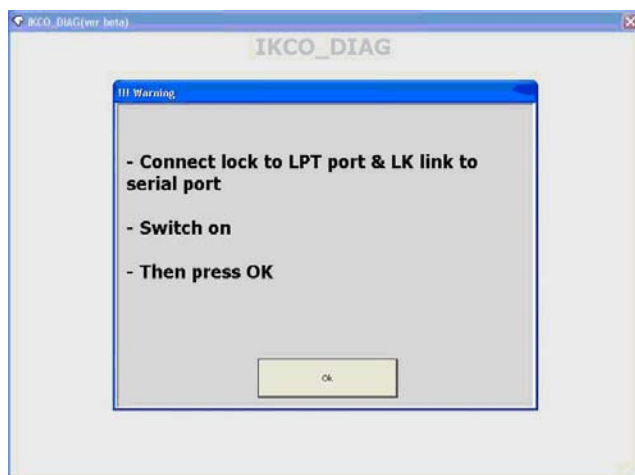 IKCO_DIAG(ver beta)
IKCO_DIAG
!!! Warning
- Connect lock to LPT port & LK link to
serial port
- Switch on
- Then press OK
Ok